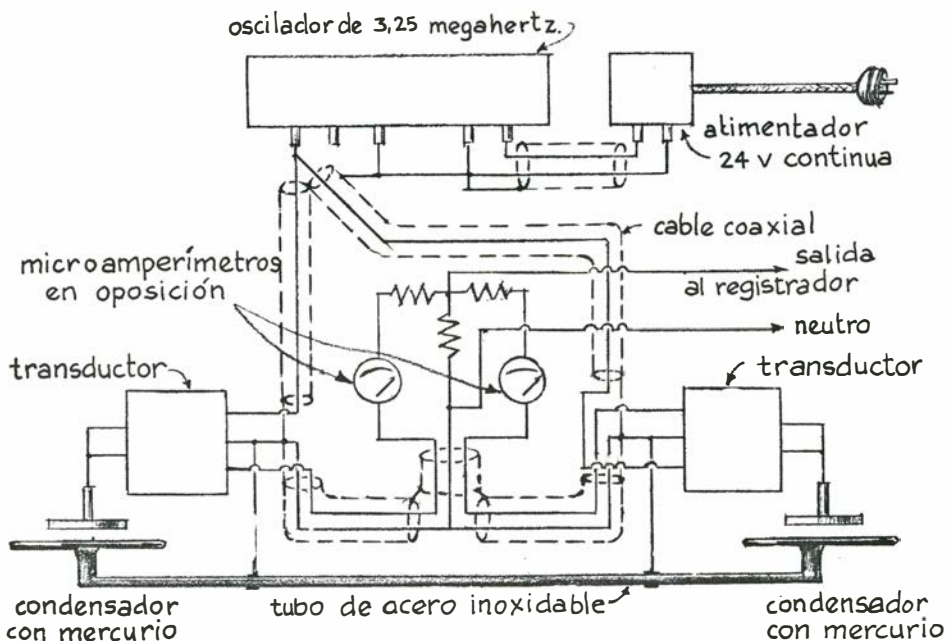 oscilador de 3,25 megahertz.
alimentador
24 v continua
cable coaxial
salida
al registrador
microamperímetros
en oposición
neutro
transductor
transductor
tubo de acero inoxidable
condensador
con mercurio
condensador
con mercurio